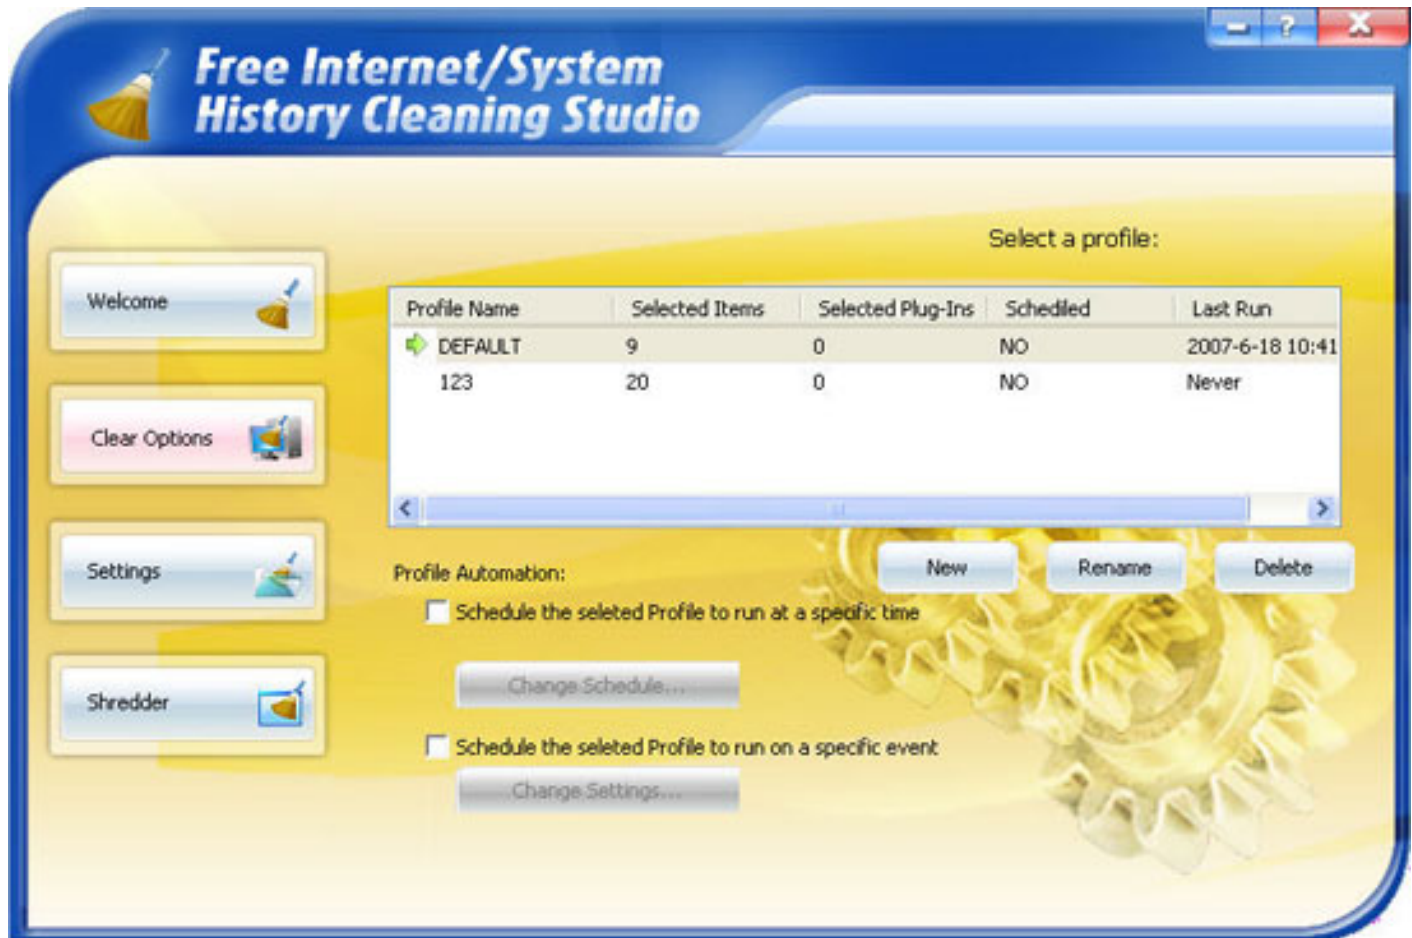 Free Internet/System
History Cleaning Studio
?
Select a profile:
Welcome
Profile Name Selected Items Selected Plug-Ins Schediled Last Run
DEFAULT 9 0 NO 2007-6-18 10:41
123 20 0 NO Never
Clear Options
New Rename Delete
Settings
Profile Automation:
Schedule the seleted Profile to run at a specific time
Change Schedule...
Shredder
Schedule the seleted Profile to run on a specific event
Change Settings...